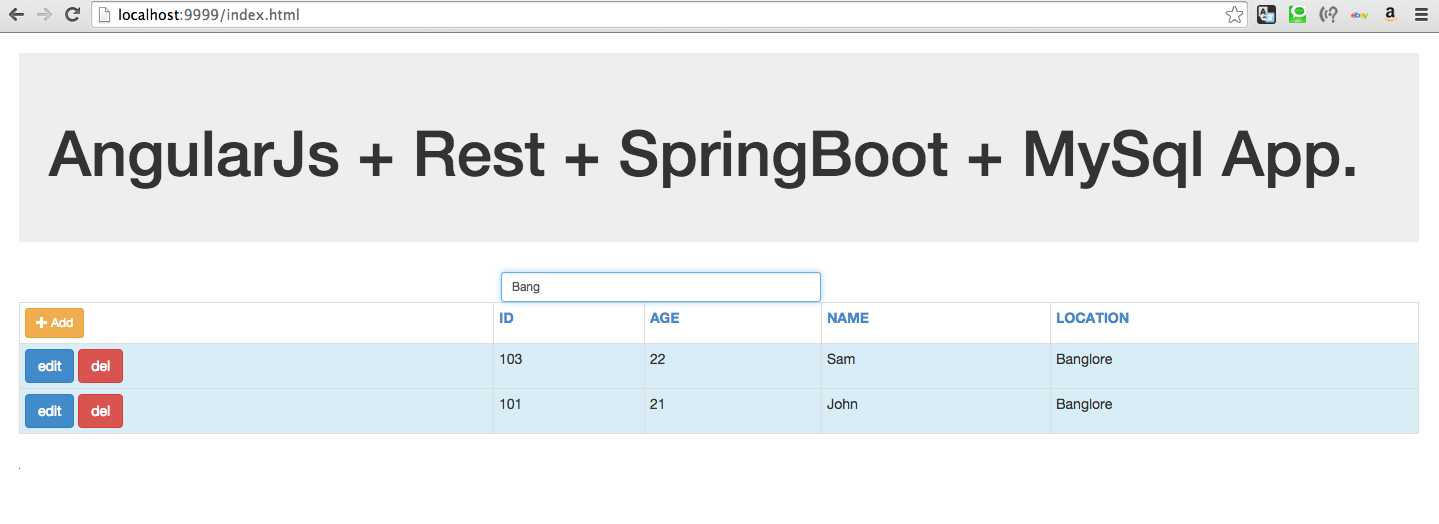 localhost:9999/index.html
ebay
a
AngularJs + Rest + SpringBoot + MySql App.
Bang
+ Add ID AGE NAME LOCATION
edit del 103 22 Sam Banglore
edit del 101 21 John Banglore
.